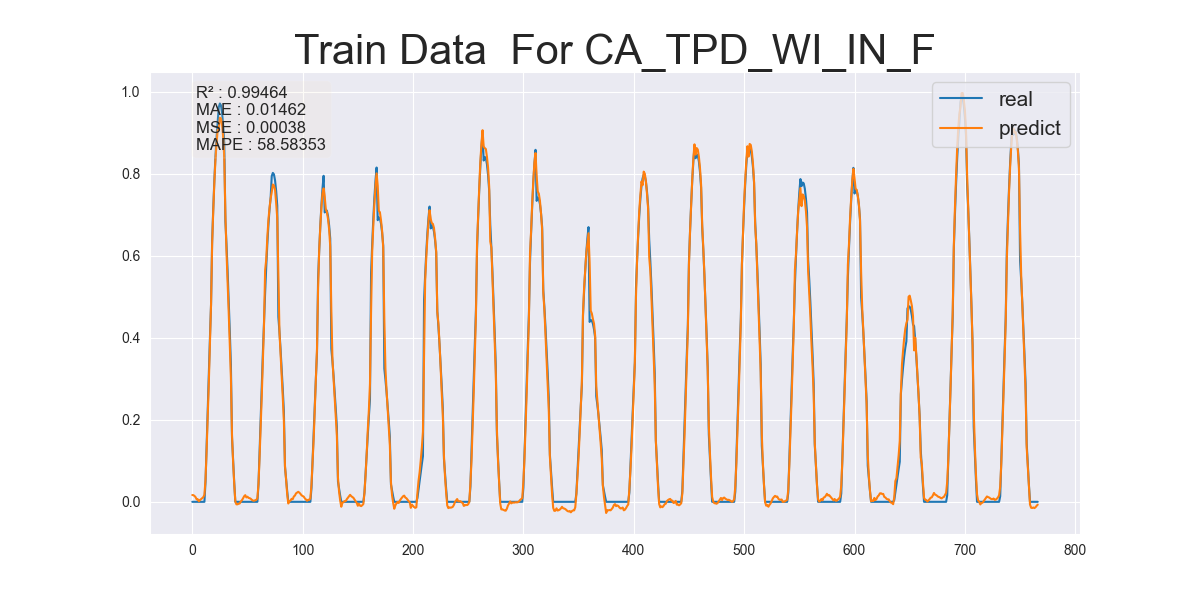 Train Data  For CA_TPD_WI_IN_F
R² : 0.99464
MAE : 0.01462
MSE : 0.00038
MAPE : 58.58353
real
predict
1.0
0.8
0.6
0.4
0.2
0.0
0 100 200 300 400 500 600 700 800